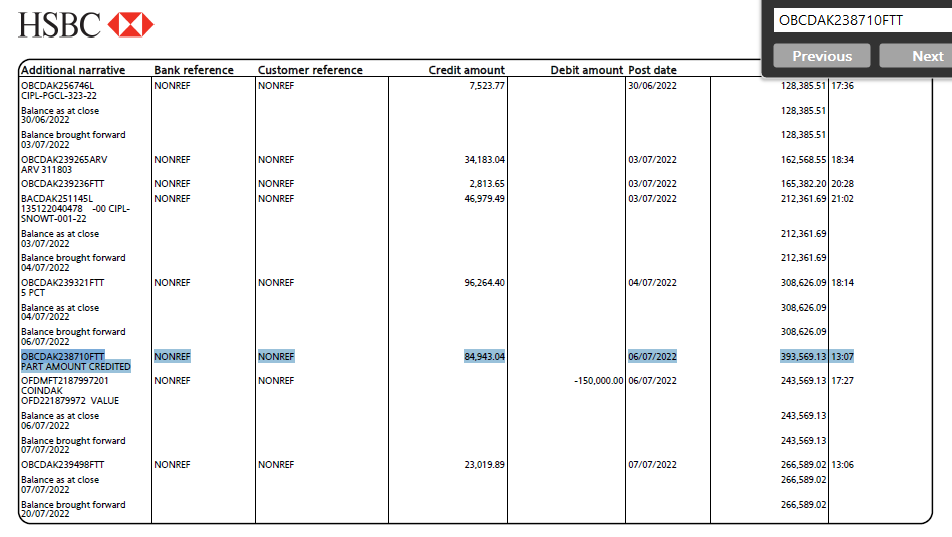 HSBC
OBCDAK238710FTT
Previous Next
Additional narrative Bank reference Customer reference Credit amount Debit amount Post date
OBCDAK256746L NONREF NONREF 7,523.77 30/06/2022 128,385.51 17:36
CIPL-PGCL-323-22
Balance as at close 128,385.51
30/06/2022
Balance brought forward 128,385.51
03/07/2022
OBCDAK239265ARV NONREF NONREF 34,183.04 03/07/2022 162,568.55 18:34
ARV 311803
OBCDAK239236FTT NONREF NONREF 2,813.65 03/07/2022 165,382.20 20:28
BACDAK251145L NONREF NONREF 46,979.49 03/07/2022 212,361.69 21:02
135122040478 -00 CIPL-
SNOWT-001-22
Balance as at close 212,361.69
03/07/2022
Balance brought forward 212,361.69
04/07/2022
OBCDAK239321FTT NONREF NONREF 96,264.40 04/07/2022 308,626.09 18:14
5 PCT
Balance as at close 308,626.09
04/07/2022
Balance brought forward 308,626.09
06/07/2022
OBCDAK238710FTT NONREF NONREF 84,943.04 06/07/2022 393,569.13 13:07
PART AMOUNT CREDITED
OFDMFT2187997201 NONREF NONREF -150,000.00 06/07/2022 243,569.13 17:27
COINDAK
OFD221879972 VALUE
Balance as at close 243,569.13
06/07/2022
Balance brought forward 243,569.13
07/07/2022
OBCDAK239498FTT NONREF NONREF 23,019.89 07/07/2022 266,589.02 13:06
Balance as at close 266,589.02
07/07/2022
Balance brought forward 266,589.02
20/07/2022